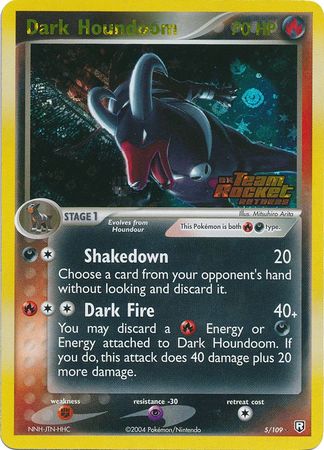 Dark Houndoom 90 HP
EX
Team
Rocket
RETURNS
Illus. Mitsuhiro Arita
STAGE 1
Evolves from
Houndour
This Pokémon is both type.
Shakedown 20
Choose a card from your opponent's hand
without looking and discard it.
Dark Fire 40+
You may discard a Energy or
Energy attached to Dark Houndoom. If
you do, this attack does 40 damage plus 20
more damage.
weakness resistance -30 retreat cost
NNH-JTN-HHC ©2004 Pokémon/Nintendo 5/109 R